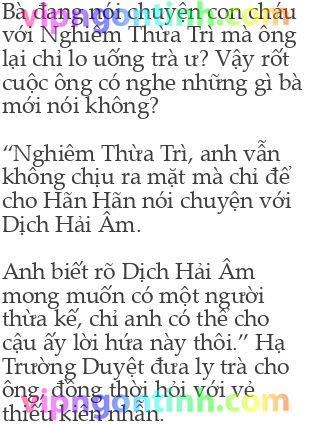 Bà đang nói chuyện con cháu
với Nghiêm Thừa Trì mà ông
lại chỉ lo uống trà ư? Vậy rốt
cuộc ông có nghe những gì bà
mới nói không?
“Nghiêm Thừa Trì, anh vẫn
không chịu ra mặt mà chỉ để
cho Hãn Hãn nói chuyện với
Dịch Hải Âm.
Anh biết rõ Dịch Hải Âm
mong muốn có một người
thừa kế, chỉ anh có thể cho
cậu ấy lời hứa này thôi.” Hạ
Trường Duyệt đưa ly trà cho
ông, đồng thời hỏi với vẻ
thiếu kiên nhẫn.
vipngontinh.com
vipngontinh.com
vipngontinh.com